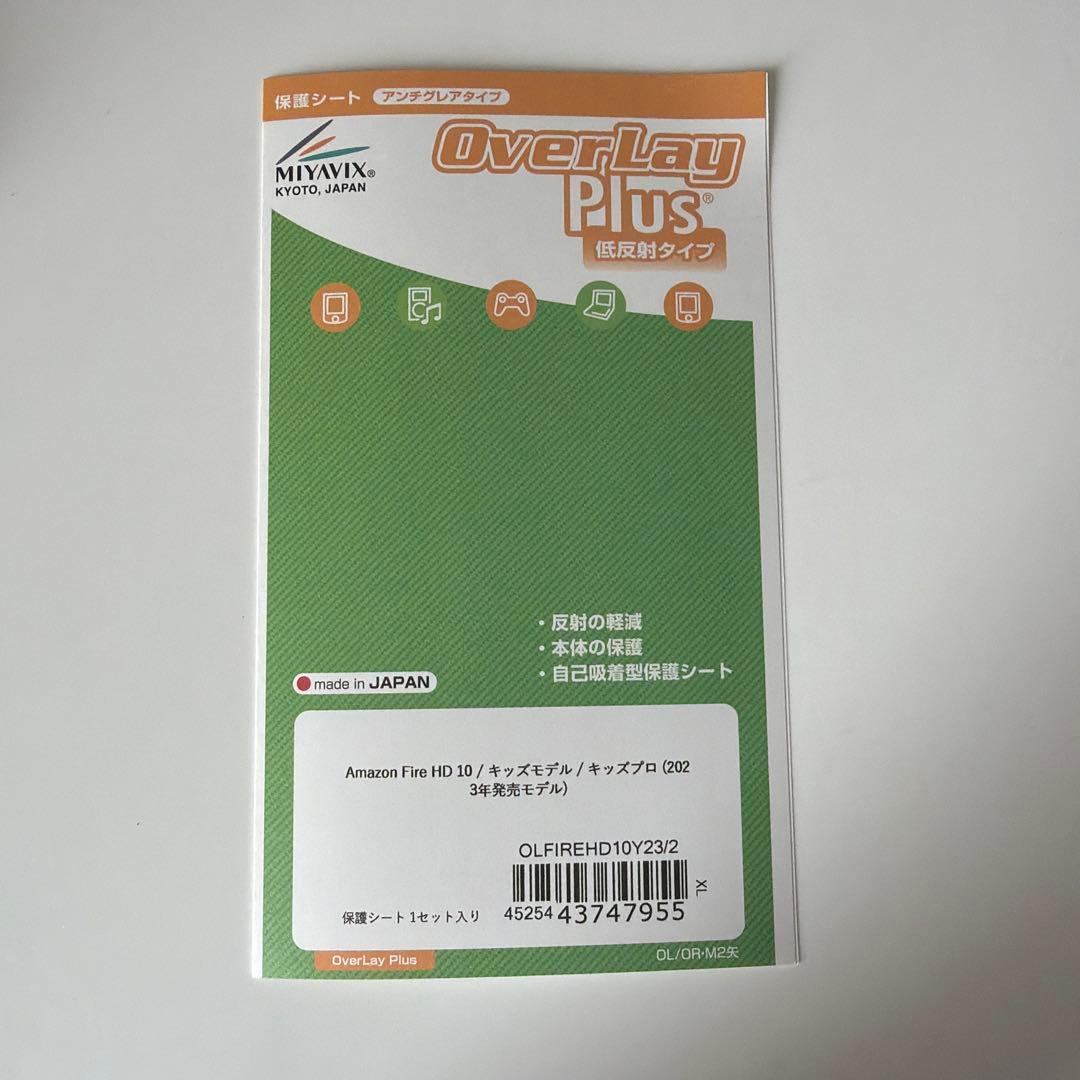 保護シート アンチグレアタイプ
MIYAVIX®
KYOTO, JAPAN
OverLay
Plus®
低反射タイプ
・反射の軽減
・本体の保護
・自己吸着型保護シート
made in JAPAN
Amazon Fire HD 10 / キッズモデル / キッズプロ (202
3年発売モデル)
OLFIREHD10Y23/2
XL
保護シート 1セット入り
45254 43747955
OverLay Plus
OL/OR・M2矢